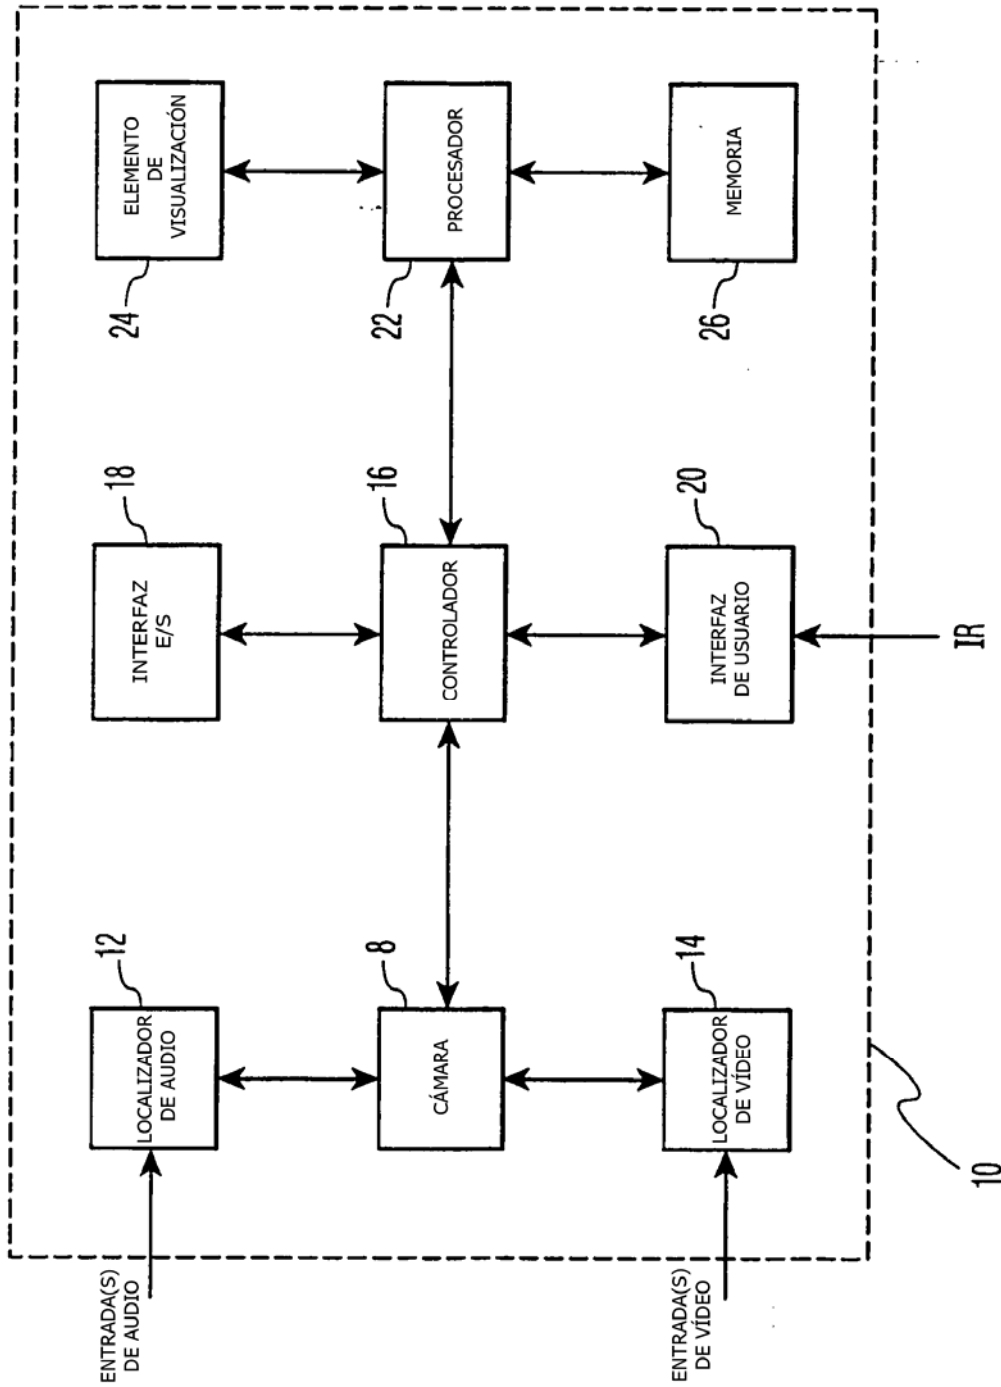 ENTRADA(S)
DE AUDIO
12
LOCALIZADOR
DE AUDIO
18
INTERFAZ
E/S
24
ELEMENTO
DE
VISUALIZACIÓN
8
CÁMARA
16
CONTROLADOR
22
PROCESADOR
ENTRADA(S)
DE VÍDEO
14
LOCALIZADOR
DE VÍDEO
20
INTERFAZ
DE USUARIO
26
MEMORIA
10
IR